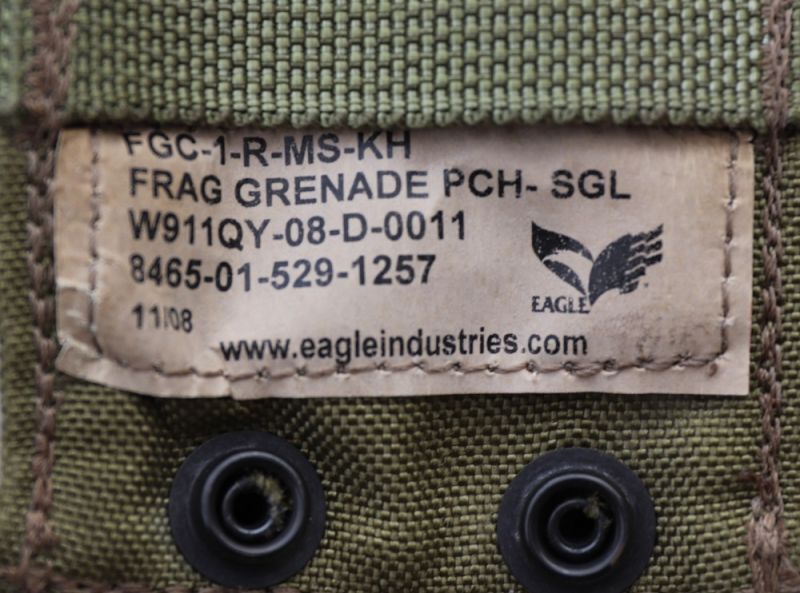 FGC-1-R-MS-KH
FRAG GRENADE PCH- SGL
W911QY-08-D-0011
8465-01-529-1257
11/08
EAGLE
www.eagleindustries.com